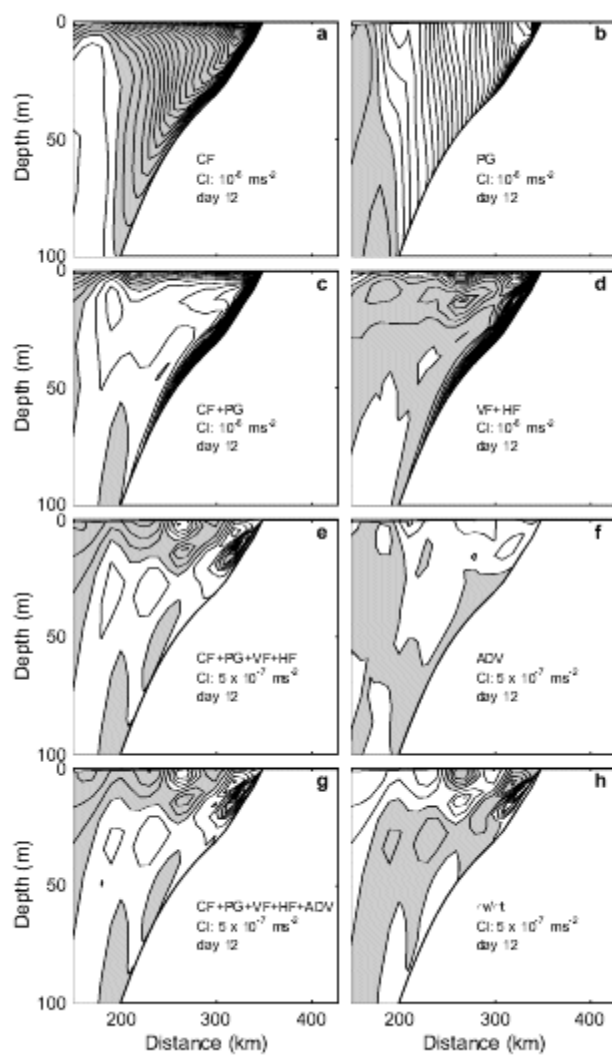 0
50
100
Depth (m)
a
CF
CI: 10⁻⁶ ms⁻²
day 12
b
PG
CI: 10⁻⁶ ms⁻²
day 12
0
50
100
Depth (m)
c
CF+PG
CI: 10⁻⁶ ms⁻²
day 12
d
VF+HF
CI: 10⁻⁶ ms⁻²
day 12
0
50
100
Depth (m)
e
CF+PG+VF+HF
CI: 5 x 10⁻⁷ ms⁻²
day 12
f
ADV
CI: 5 x 10⁻⁷ ms⁻²
day 12
0
50
100
Depth (m)
g
CF+PG+VF+HF+ADV
CI: 5 x 10⁻⁷ ms⁻²
day 12
h
CI: 5 x 10⁻⁷ ms⁻²
day 12
200 300 400
200 300 400
Distance (km)
Distance (km)